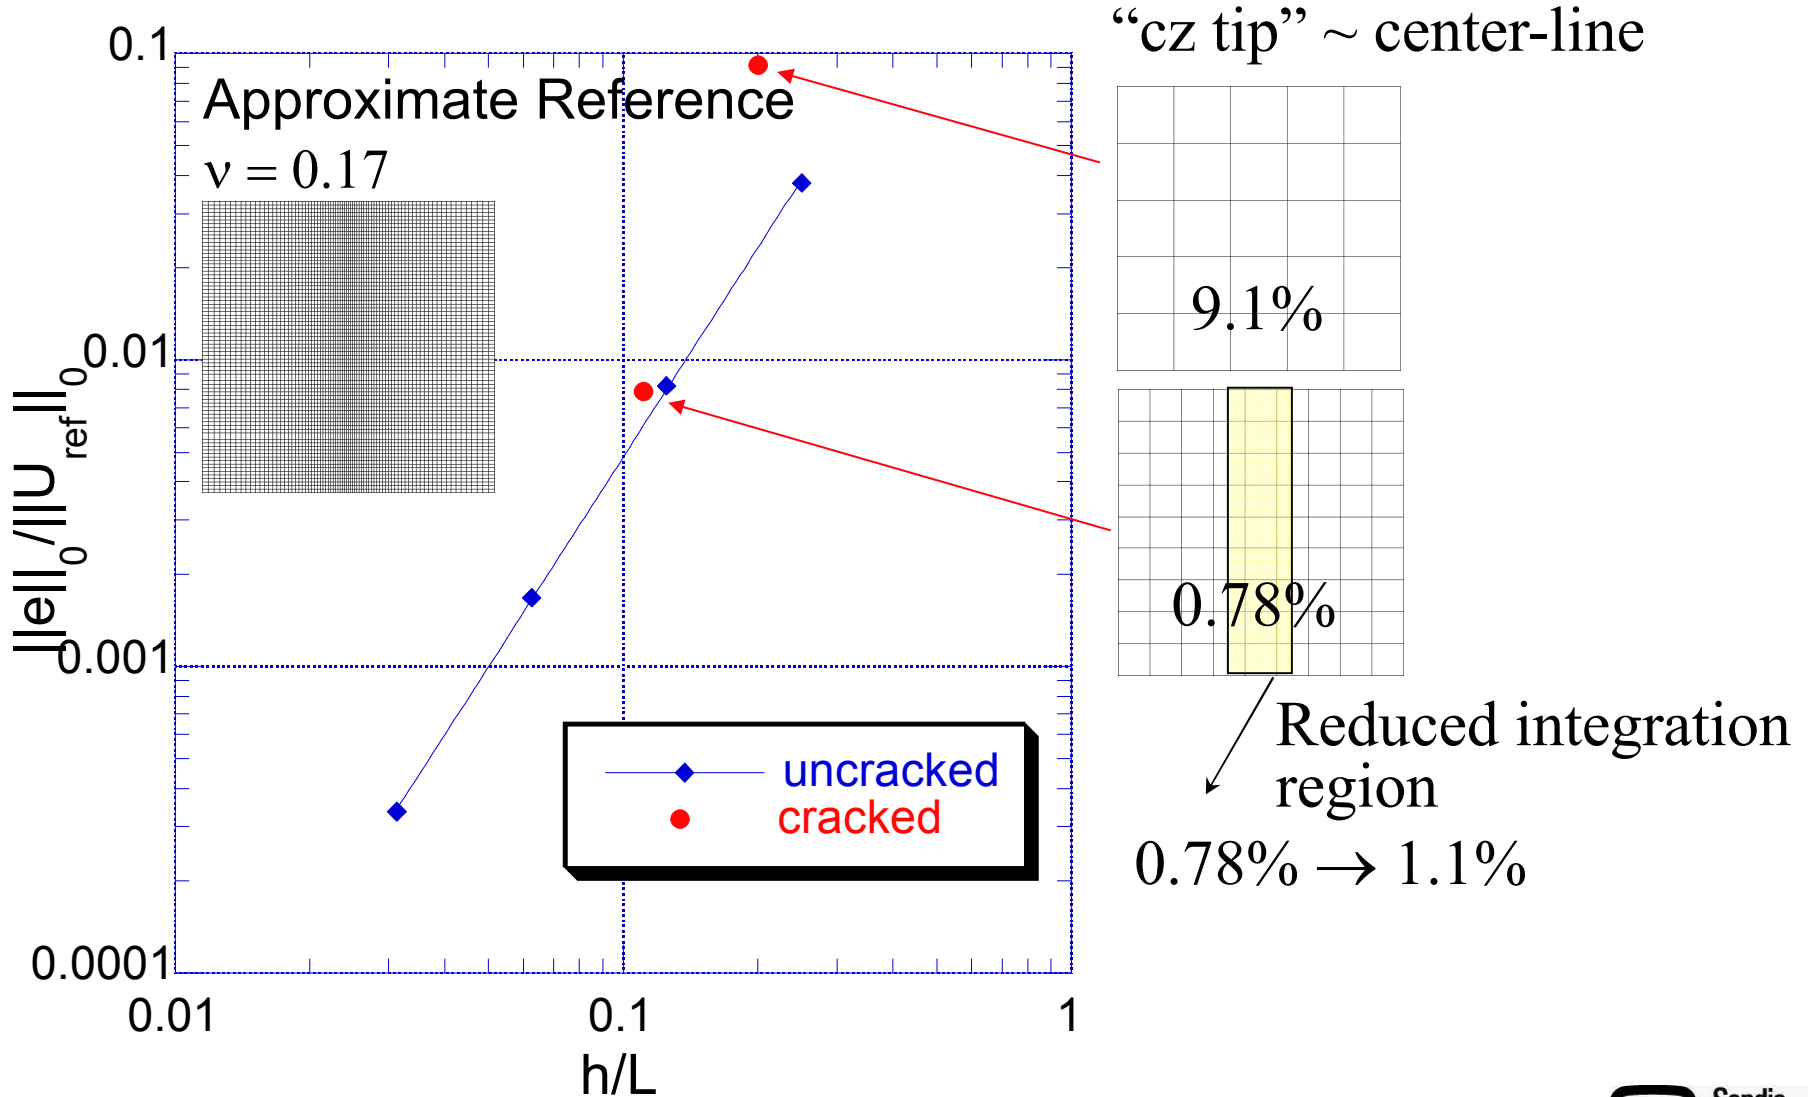 “cz tip” ~ center-line
0.1
Approximate Reference
ν = 0.17
9.1%
0.01
||e||0/||Uref||0
0.78%
0.001
Reduced integration
region
uncracked
cracked
0.78% → 1.1%
0.0001
0.01
0.1
1
h/L